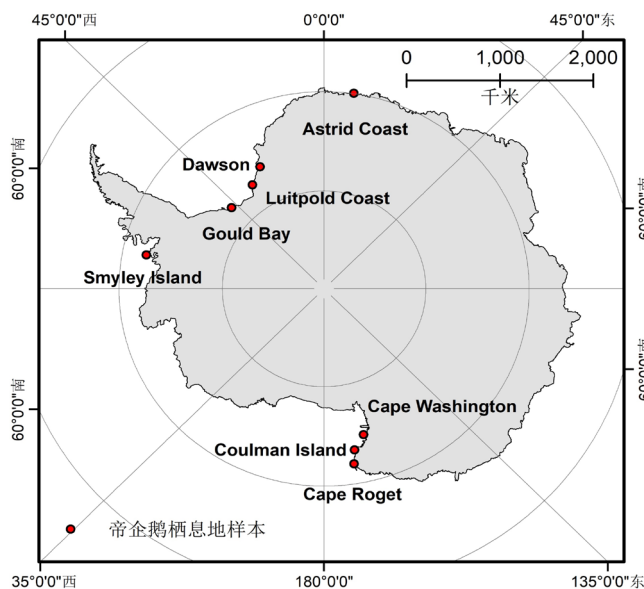 45°0'0"西 0°0'0" 45°0'0"东
0 1,000 2,000
千米
Astrid Coast
Dawson
60°0'0"南
Luitpold Coast
Gould Bay
Smyley Island
60°0'0"南
Cape Washington
Coulman Island
Cape Roget
帝企鹅栖息地样本
35°0'0"西 180°0'0" 135°0'0"东